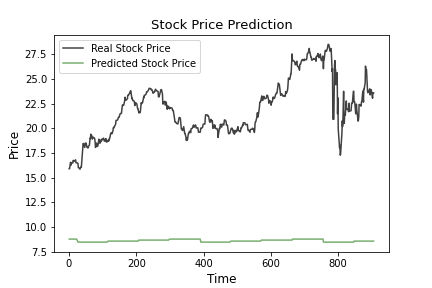 Stock Price Prediction
Real Stock Price
Predicted Stock Price
27.5
25.0
22.5
20.0
17.5
15.0
12.5
10.0
7.5
Price
0 200 400 600 800
Time